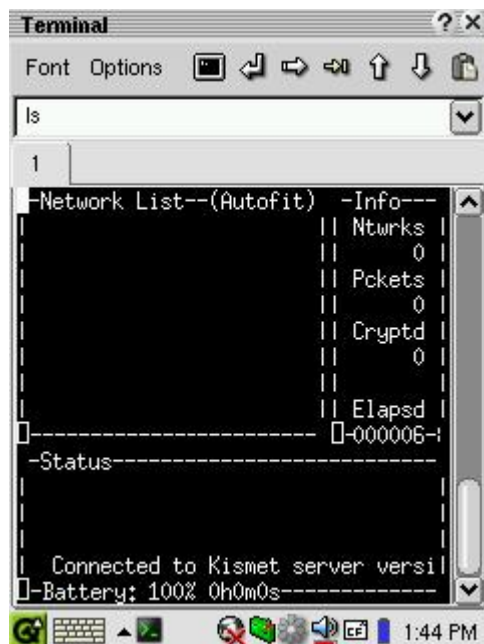 Terminal ? X
Font Options
ls
1
-Network List--(Autofit) -Info---
|| Ntwrks |
|| 0 |
|| Pckets |
|| 0 |
|| Cryptd |
|| 0 |
|| |
|| Elapsd |
---------------------- -000006-
-Status-------------------------
Connected to Kismet server versi
-Battery: 100% 0h0m0s------------
CF 1:44 PM